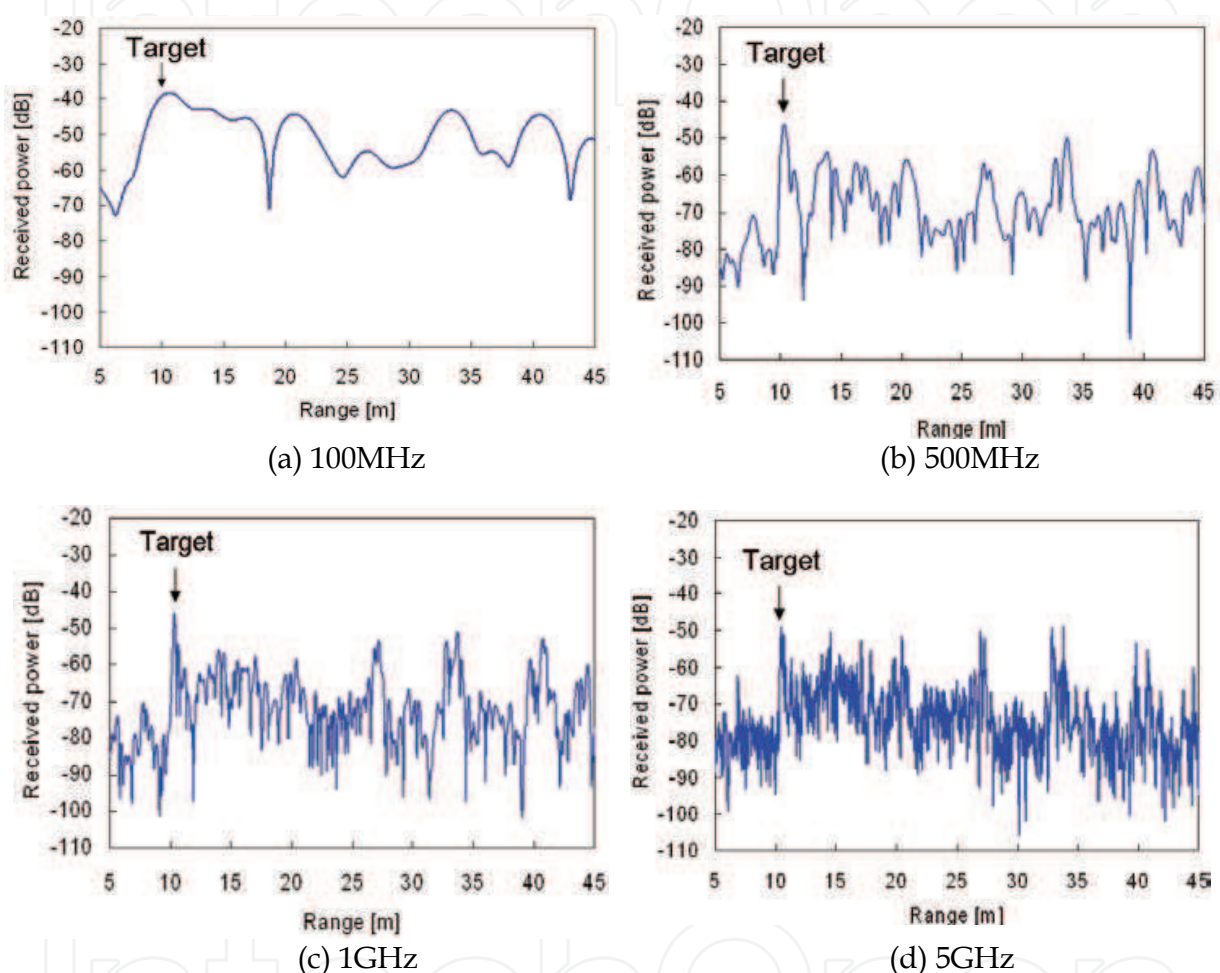 Target
Received power [dB]
-20
-30
-40
-50
-60
-70
-80
-90
-100
-110
5 10 15 20 25 30 35 40 45
Range [m]
(a) 100MHz
Target
Received power [dB]
-20
-30
-40
-50
-60
-70
-80
-90
-100
-110
5 10 15 20 25 30 35 40 45
Range [m]
(b) 500MHz
Target
Received power [dB]
-20
-30
-40
-50
-60
-70
-80
-90
-100
-110
5 10 15 20 25 30 35 40 45
Range [m]
(c) 1GHz
Target
Received power [dB]
-20
-30
-40
-50
-60
-70
-80
-90
-100
-110
5 10 15 20 25 30 35 40 45
Range [m]
(d) 5GHz